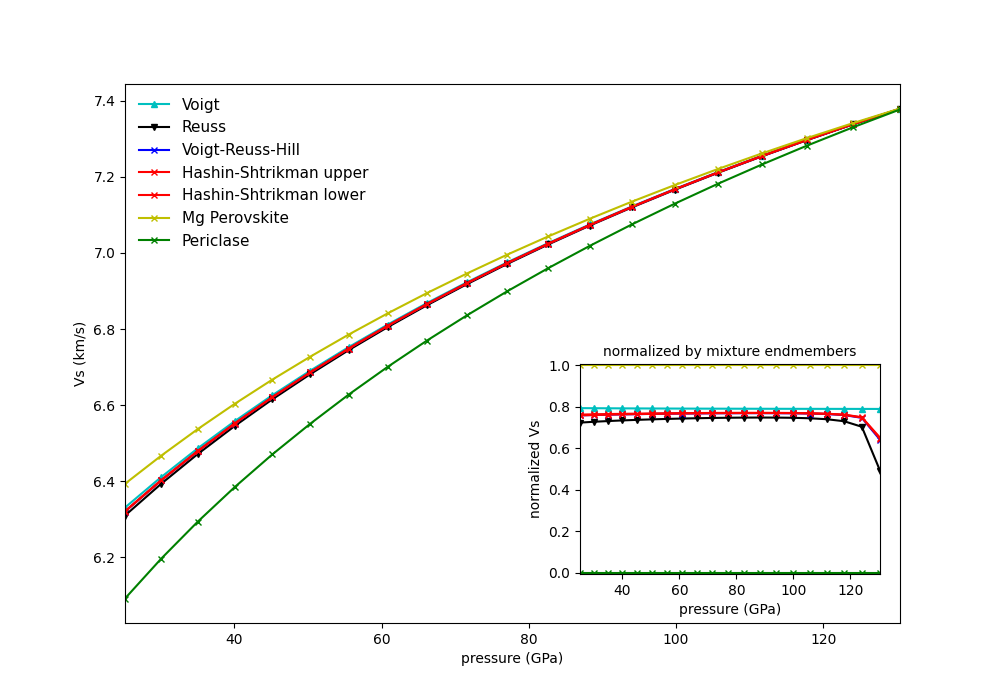 7.4
7.2
7.0
6.8
6.6
6.4
6.2
Vs (km/s)
Voigt
Reuss
Voigt-Reuss-Hill
Hashin-Shtrikman upper
Hashin-Shtrikman lower
Mg Perovskite
Periclase
normalized by mixture endmembers
1.0
0.8
0.6
0.4
0.2
0.0
normalized Vs
40 60 80 100 120
pressure (GPa)
40 60 80 100 120
pressure (GPa)